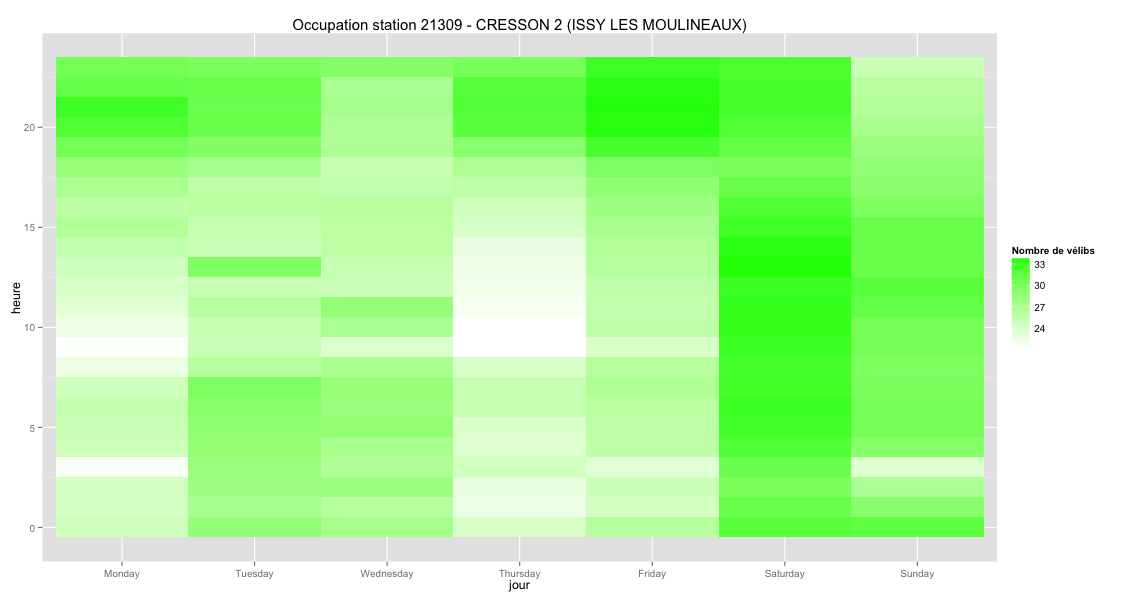 Occupation station 21309 - CRESSON 2 (ISSY LES MOULINEAUX)
heure
20
15
10
5
0
Monday Tuesday Wednesday Thursday Friday Saturday Sunday
jour
Nombre de vélibs
33
30
27
24